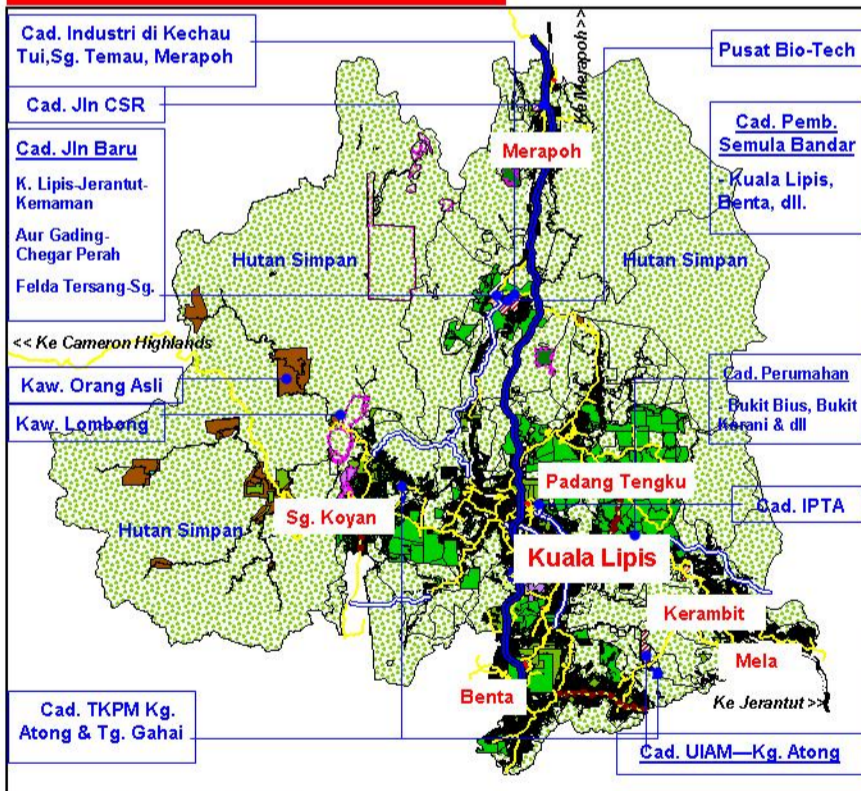 Cad. Industri di Kechau
Tui,Sg. Temau, Merapoh
Cad. Jln CSR
Cad. Jln Baru
K. Lipis-Jerantut-
Kemaman
Aur Gading-
Chegar Perah
Felda Tersang-Sg.
<< Ke Cameron Highlands
Kaw. Orang Asli
Kaw. Lombong
Cad. TKPM Kg.
Atong & Tg. Gahai
Ke Merapoh >>
Merapoh
Hutan Simpan
Hutan Simpan
Hutan Simpan
Padang Tengku
Sg. Koyan
Kuala Lipis
Kerambit
Mela
Benta
Ke Jerantut >>
Pusat Bio-Tech
Cad. Pemb.
Semula Bandar
- Kuala Lipis,
Benta, dll.
Cad. Perumahan
Bukit Bius, Bukit
Korani & dll
Cad. IPTA
Cad. UIAM—Kg. Atong